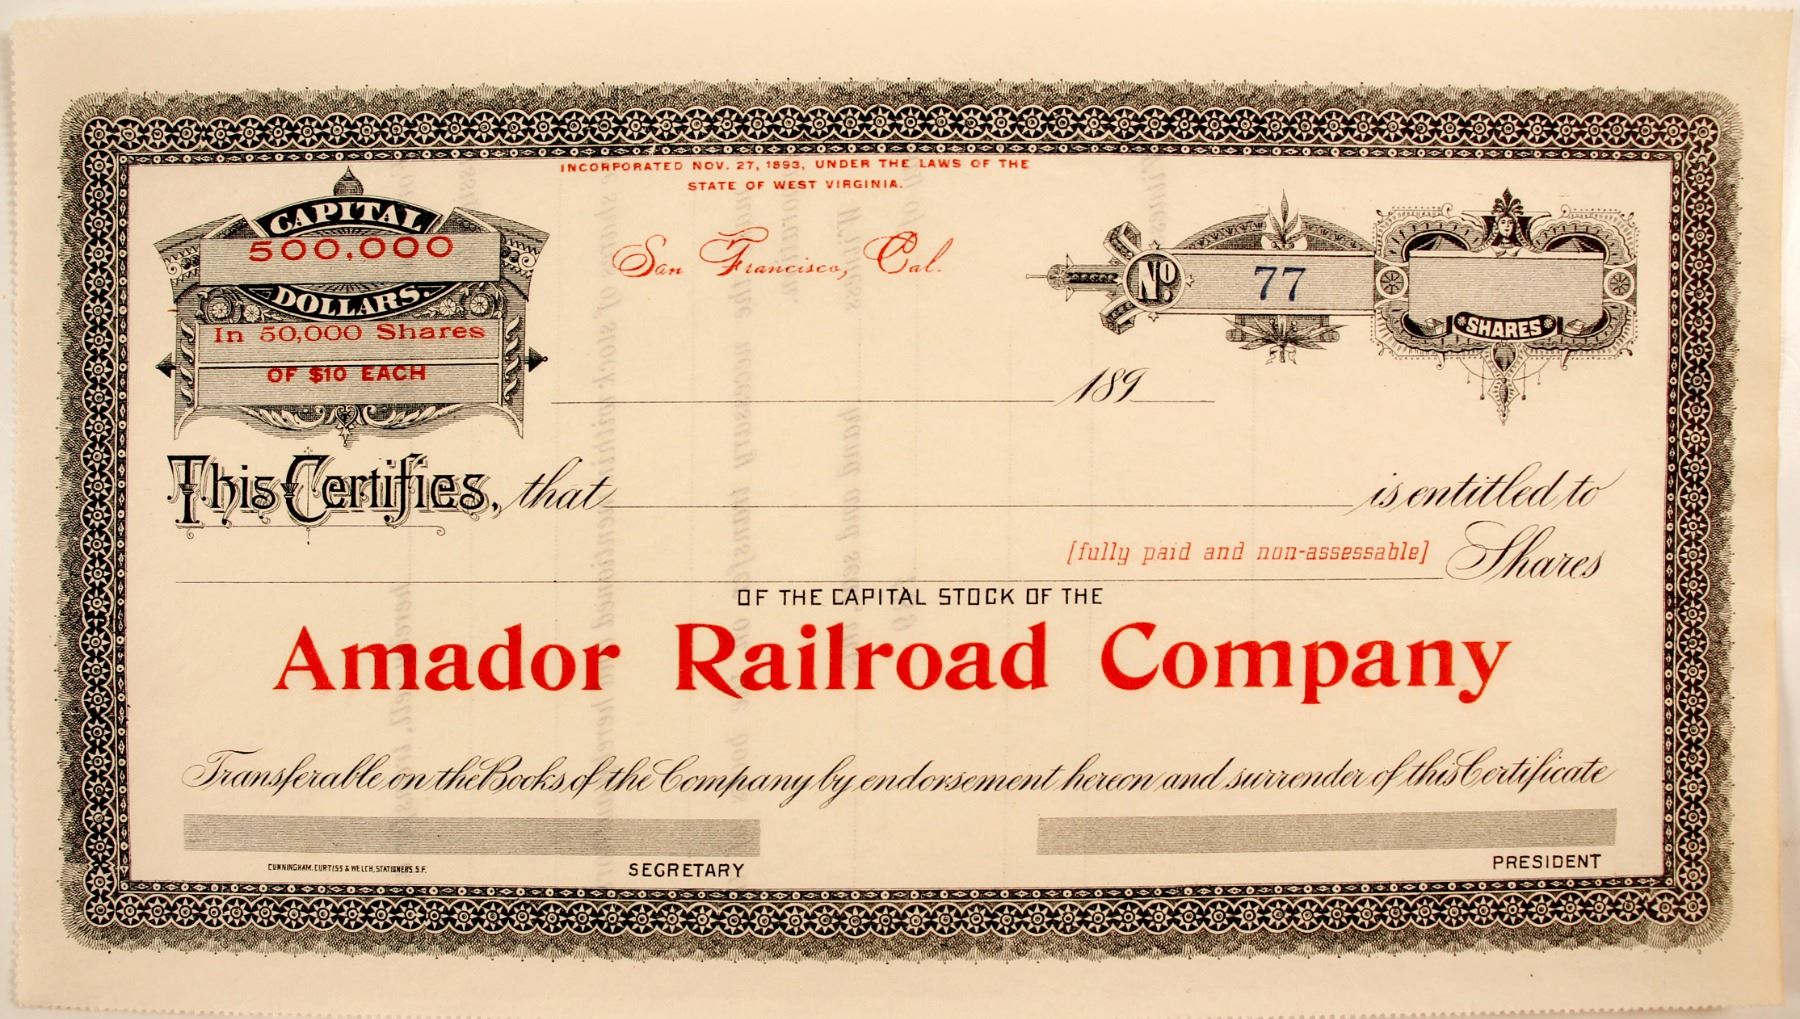 INCORPORATED NOV. 27, 1893, UNDER THE LAWS OF THE
STATE OF WEST VIRGINIA.
CAPITAL
500,000
DOLLARS.
In 50,000 Shares
OF $10 EACH
San Francisco, Cal.
No. 77
SHARES
189
This Certifies, that is entitled to
[fully paid and non-assessable] Shares
OF THE CAPITAL STOCK OF THE
Amador Railroad Company
Transferable on the Books of the Company by endorsement hereon and surrender of this Certificate
CUNNINGHAM, CURTISS & WELCH, STATIONERS. S.F.
SECRETARY
PRESIDENT